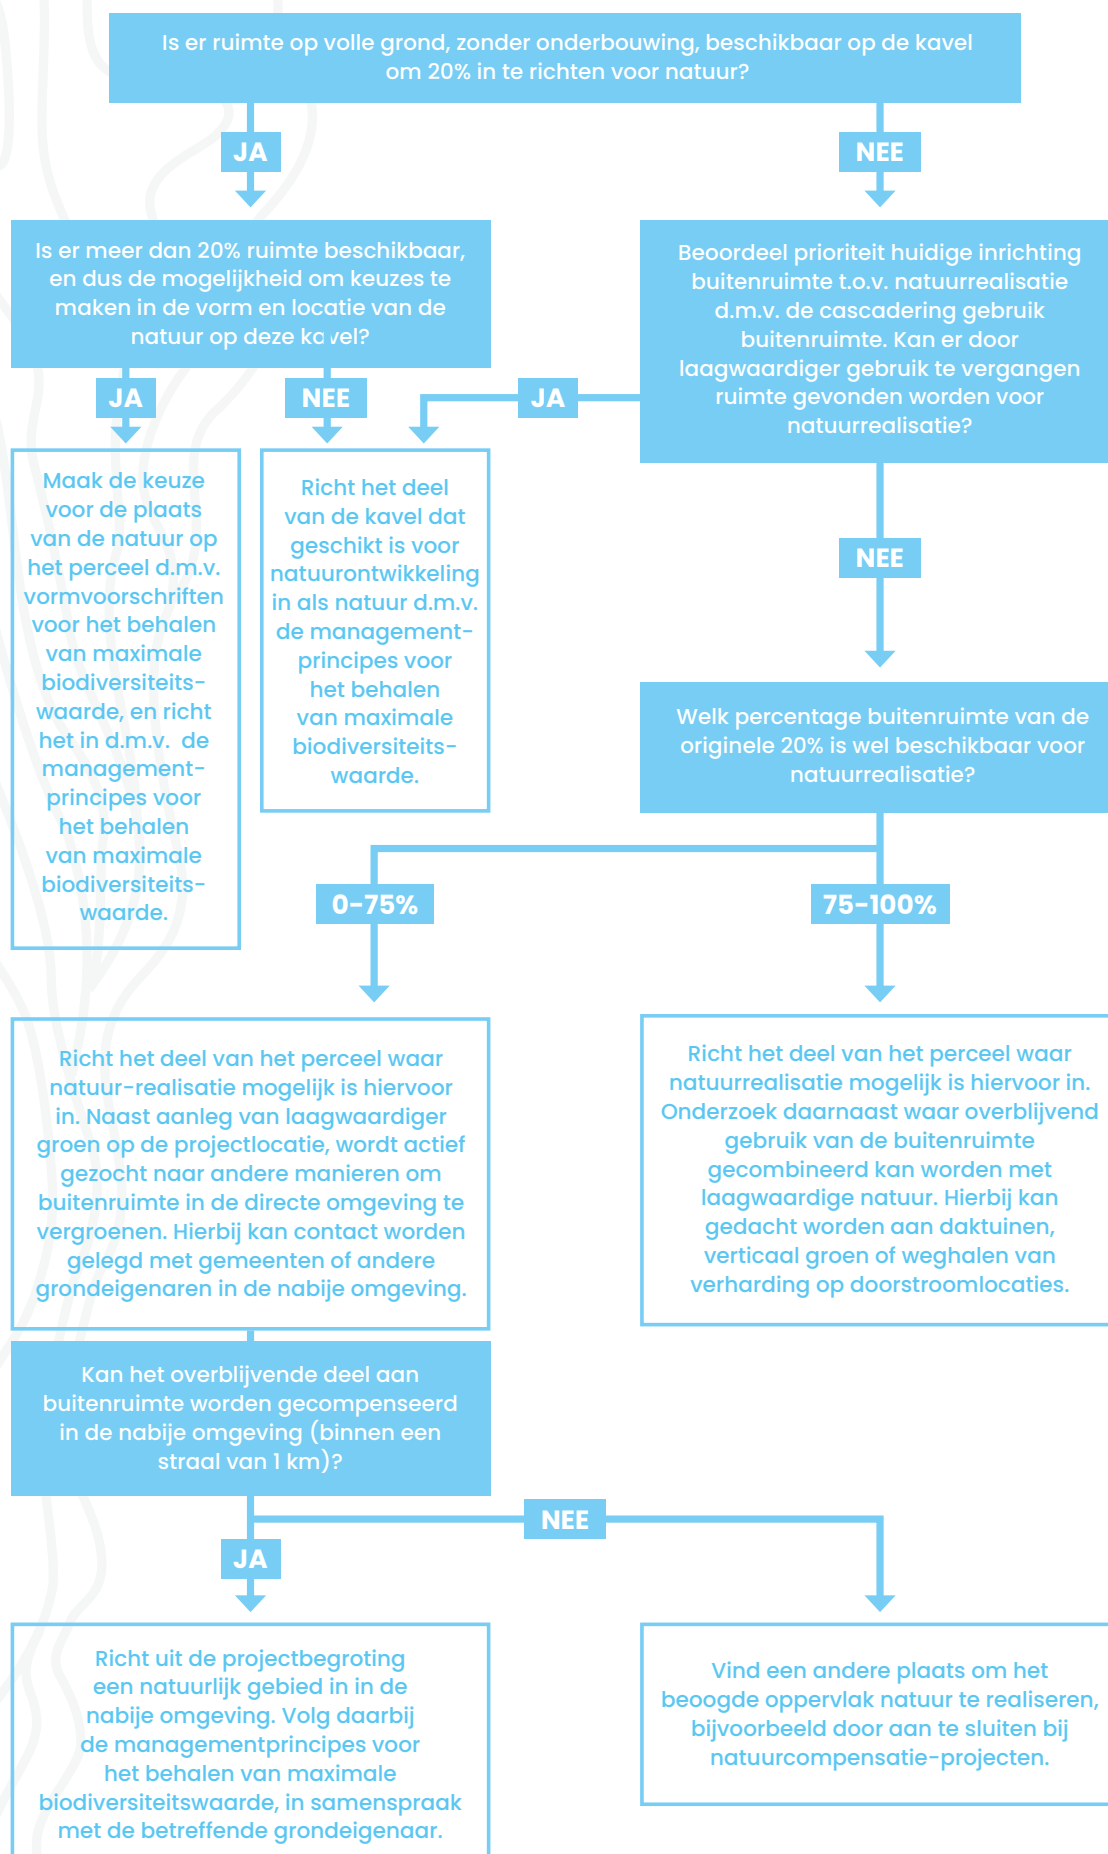 Is er ruimte op volle grond, zonder onderbouwing, beschikbaar op de kavel
om 20% in te richten voor natuur?
JA
NEE
Is er meer dan 20% ruimte beschikbaar,
en dus de mogelijkheid om keuzes te
maken in de vorm en locatie van de
natuur op deze kavel?
Beoordeel prioriteit huidige inrichting
buitenruimte t.o.v. natuurrealisatie
d.m.v. de cascadering gebruik
buitenruimte. Kan er door
laagwaardiger gebruik te vergangen
ruimte gevonden worden voor
natuurrealisatie?
JA
NEE
JA
Maak de keuze
voor de plaats
van de natuur op
het perceel d.m.v.
vormvoorschriften
voor het behalen
van maximale
biodiversiteits-
waarde, en richt
het in d.m.v. de
management-
principes voor
het behalen
van maximale
biodiversiteits-
waarde.
Richt het deel
van de kavel dat
geschikt is voor
natuurontwikkeling
in als natuur d.m.v.
de management-
principes voor
het behalen
van maximale
biodiversiteits-
waarde.
NEE
Welk percentage buitenruimte van de
originele 20% is wel beschikbaar voor
natuurrealisatie?
0-75%
75-100%
Richt het deel van het perceel waar
natuur-realisatie mogelijk is hiervoor
in. Naast aanleg van laagwaardiger
groen op de projectlocatie, wordt actief
gezocht naar andere manieren om
buitenruimte in de directe omgeving te
vergroenen. Hierbij kan contact worden
gelegd met gemeenten of andere
grondeigenaren in de nabije omgeving.
Richt het deel van het perceel waar
natuurrealisatie mogelijk is hiervoor in.
Onderzoek daarnaast waar overblijvend
gebruik van de buitenruimte
gecombineerd kan worden met
laagwaardige natuur. Hierbij kan
gedacht worden aan daktuinen,
verticaal groen of weghalen van
verharding op doorstroomlocaties.
Kan het overblijvende deel aan
buitenruimte worden gecompenseerd
in de nabije omgeving (binnen een
straal van 1 km)?
NEE
JA
Richt uit de projectbegroting
een natuurlijk gebied in in de
nabije omgeving. Volg daarbij
de managementprincipes voor
het behalen van maximale
biodiversiteitswaarde, in samenspraak
met de betreffende grondeigenaar.
Vind een andere plaats om het
beoogde oppervlak natuur te realiseren,
bijvoorbeeld door aan te sluiten bij
natuurcompensatie-projecten.